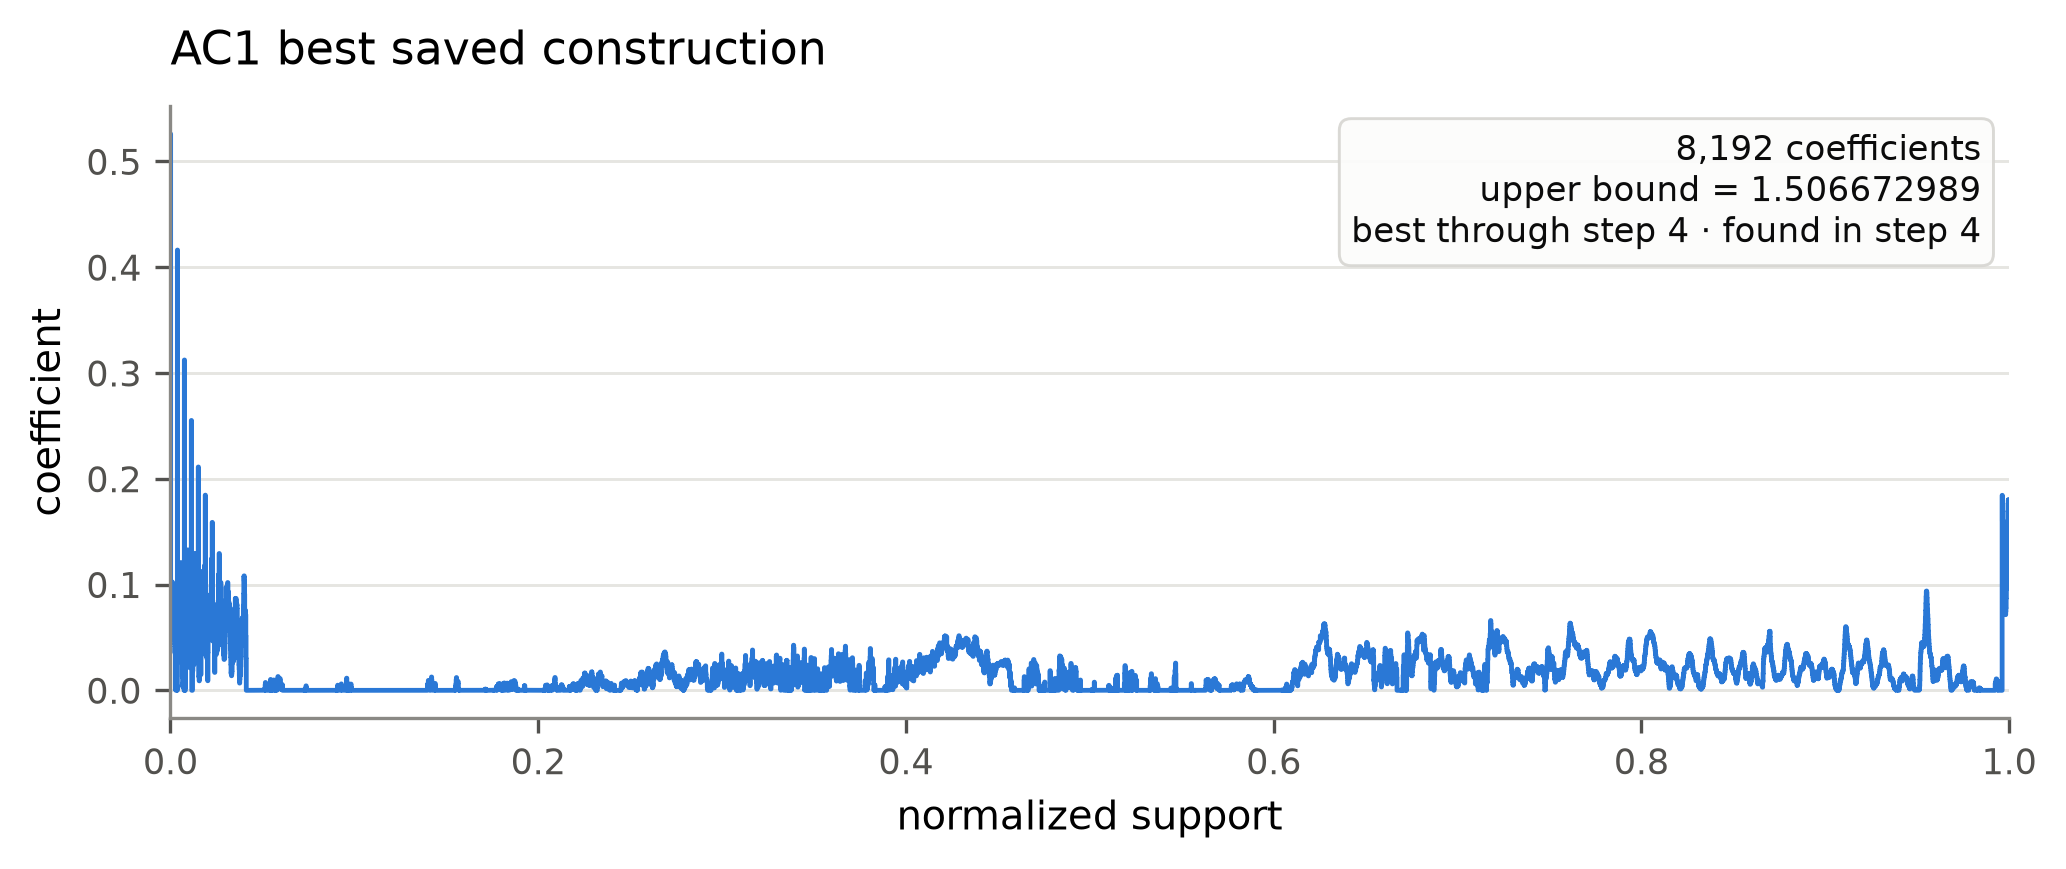 AC1 best saved construction
8,192 coefficients
upper bound = 1.506672989
best through step 4 · found in step 4
coefficient
0.5
0.4
0.3
0.2
0.1
0.0
0.0
0.2
0.4
0.6
0.8
1.0
normalized support